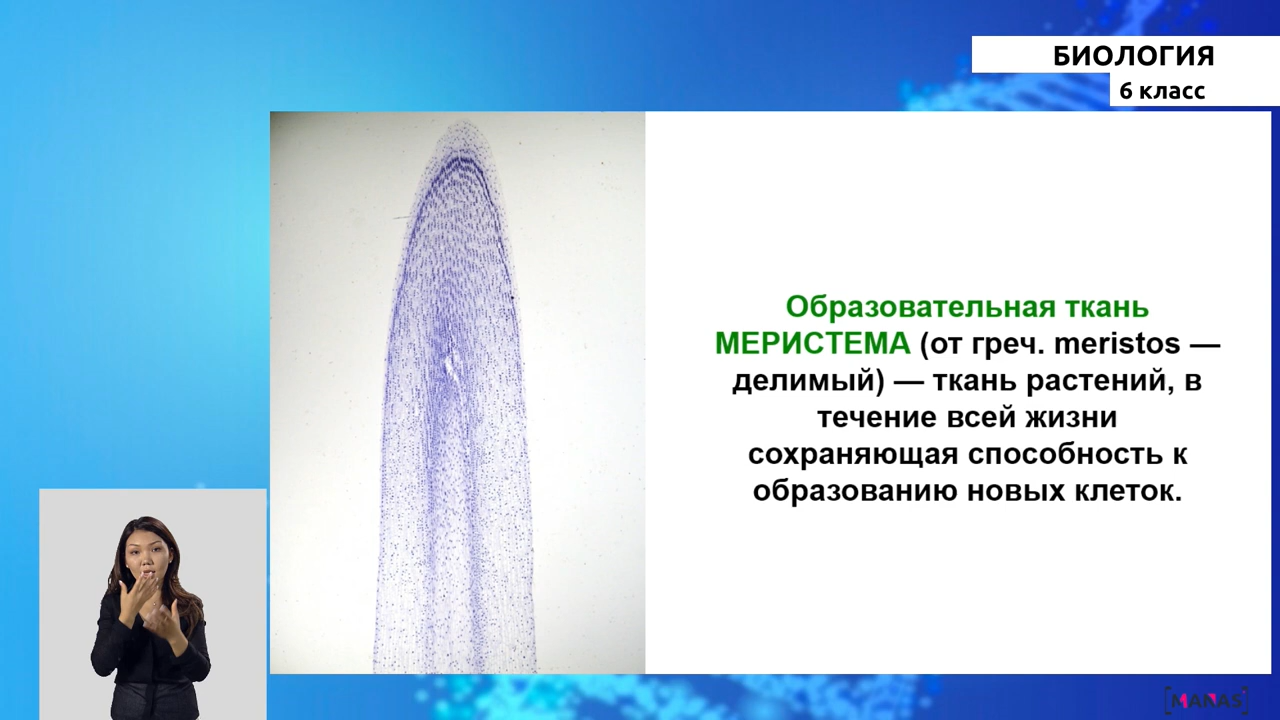 БИОЛОГИЯ
6 класс
Образовательная ткань
МЕРИСТЕМА (от греч. meristos —
делимый) — ткань растений, в
течение всей жизни
сохраняющая способность к
образованию новых клеток.
[MANAS]